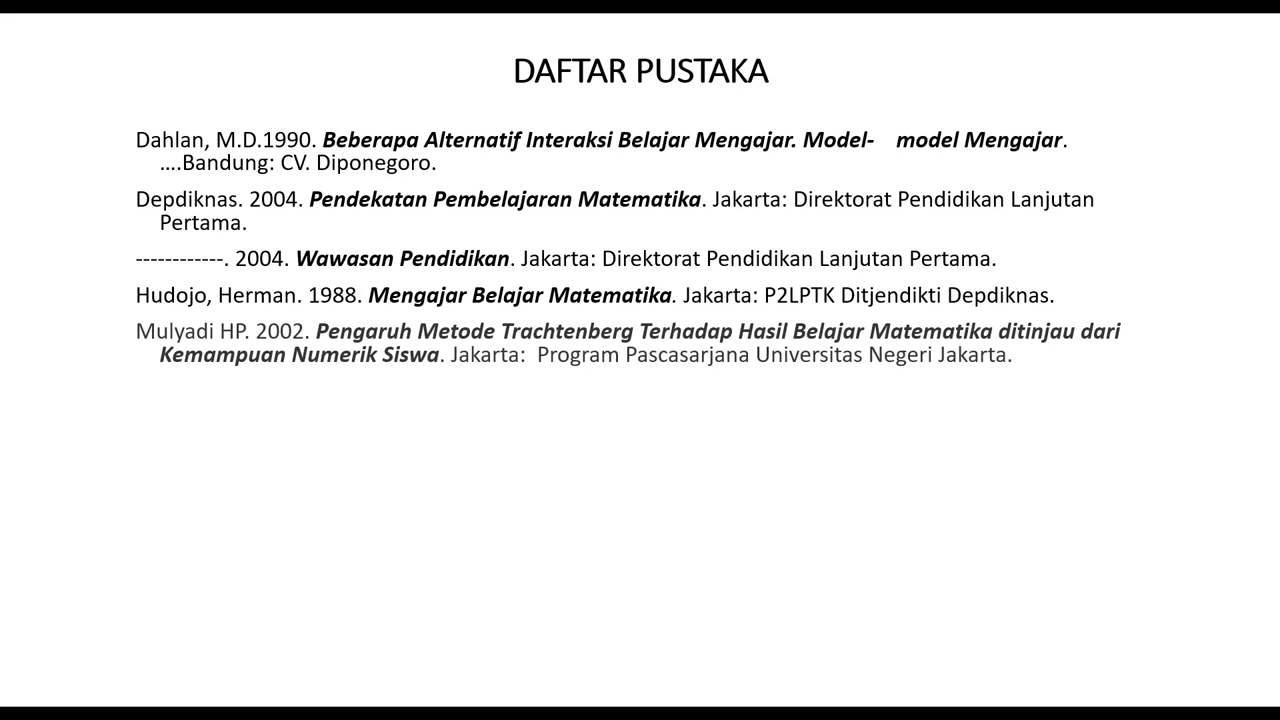 DAFTAR PUSTAKA
Dahlan, M.D.1990. Beberapa Alternatif Interaksi Belajar Mengajar. Model- model Mengajar.
....Bandung: CV. Diponegoro.
Depdiknas. 2004. Pendekatan Pembelajaran Matematika. Jakarta: Direktorat Pendidikan Lanjutan
Pertama.
------------. 2004. Wawasan Pendidikan. Jakarta: Direktorat Pendidikan Lanjutan Pertama.
Hudojo, Herman. 1988. Mengajar Belajar Matematika. Jakarta: P2LPTK Ditjendikti Depdiknas.
Mulyadi HP. 2002. Pengaruh Metode Trachtenberg Terhadap Hasil Belajar Matematika ditinjau dari
Kemampuan Numerik Siswa. Jakarta: Program Pascasarjana Universitas Negeri Jakarta.